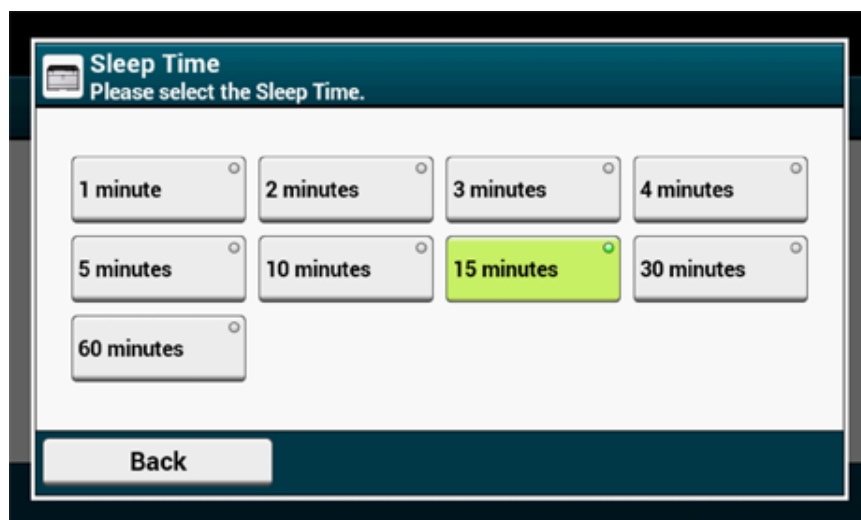 Sleep Time
Please select the Sleep Time.
1 minute
2 minutes
3 minutes
4 minutes
5 minutes
10 minutes
15 minutes
30 minutes
60 minutes
Back